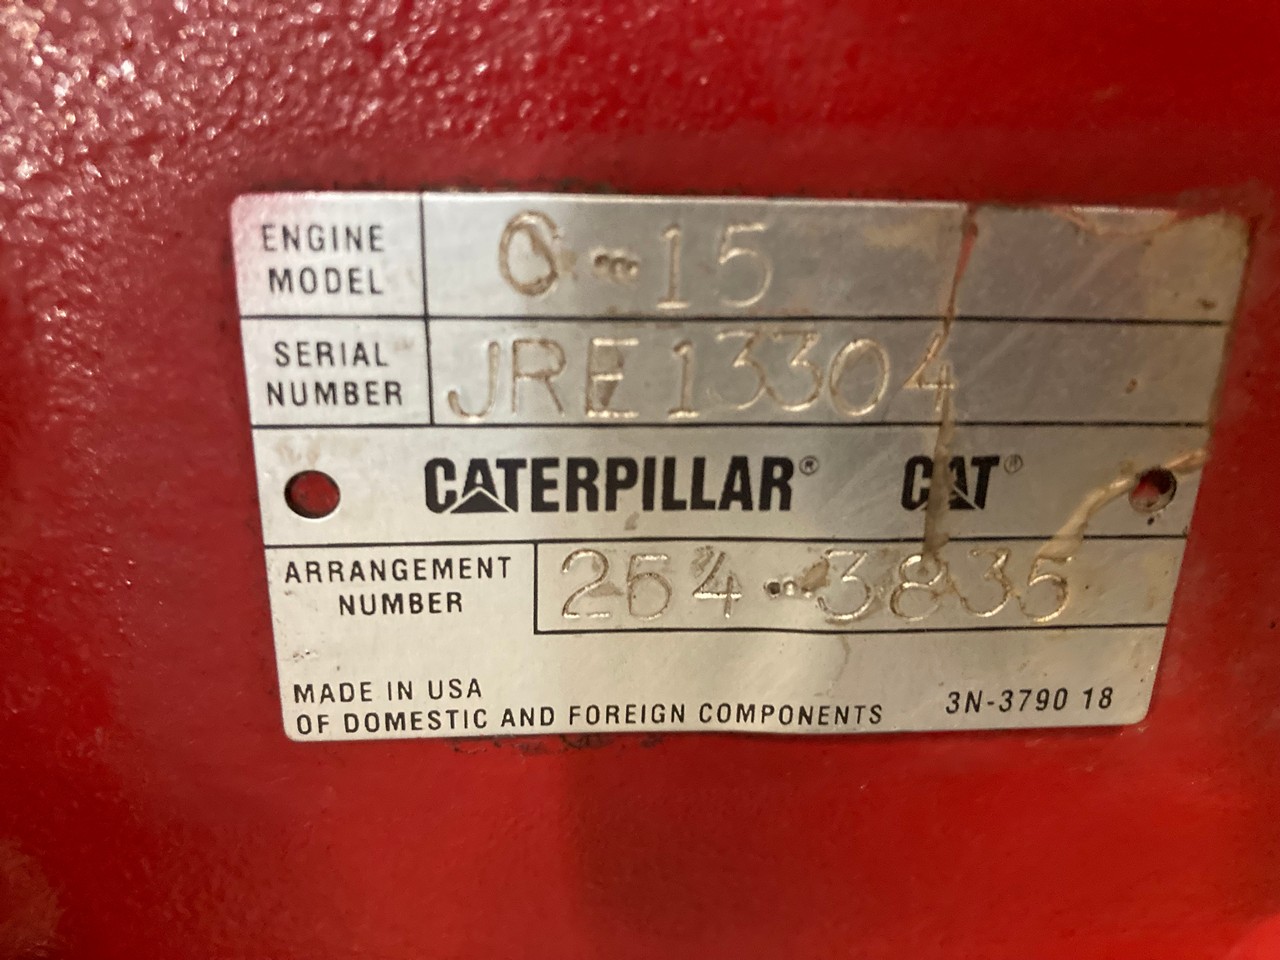 ENGINE MODEL C-15
SERIAL NUMBER JRE13304
CATERPILLAR® CAT®
ARRANGEMENT NUMBER 254-3835
MADE IN USA
OF DOMESTIC AND FOREIGN COMPONENTS 3N-3790 18